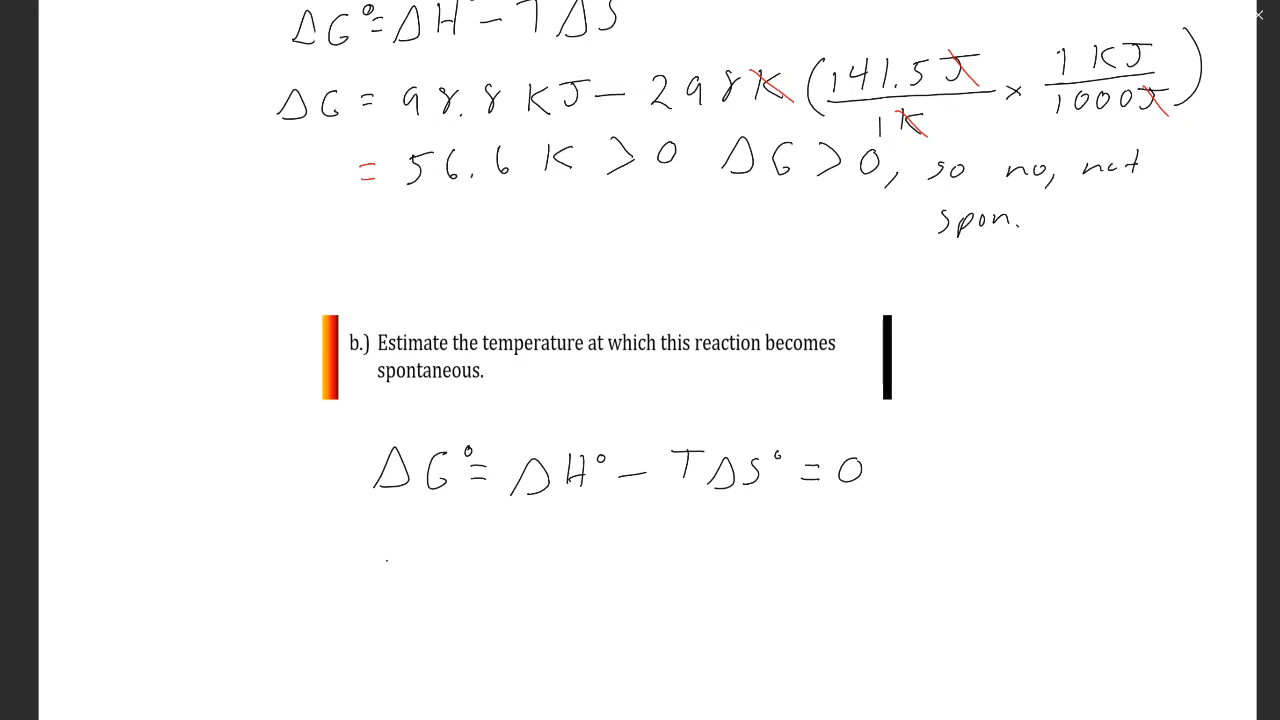 ΔG°= ΔH - TΔS
ΔG = 98.8 KJ - 298 K (141.5 J / 1 K × 1 KJ / 1000 J)
= 56.6 K > 0 ΔG > 0, so no, not
spon.
b.) Estimate the temperature at which this reaction becomes
spontaneous.
ΔG°= ΔH° - TΔS° = 0